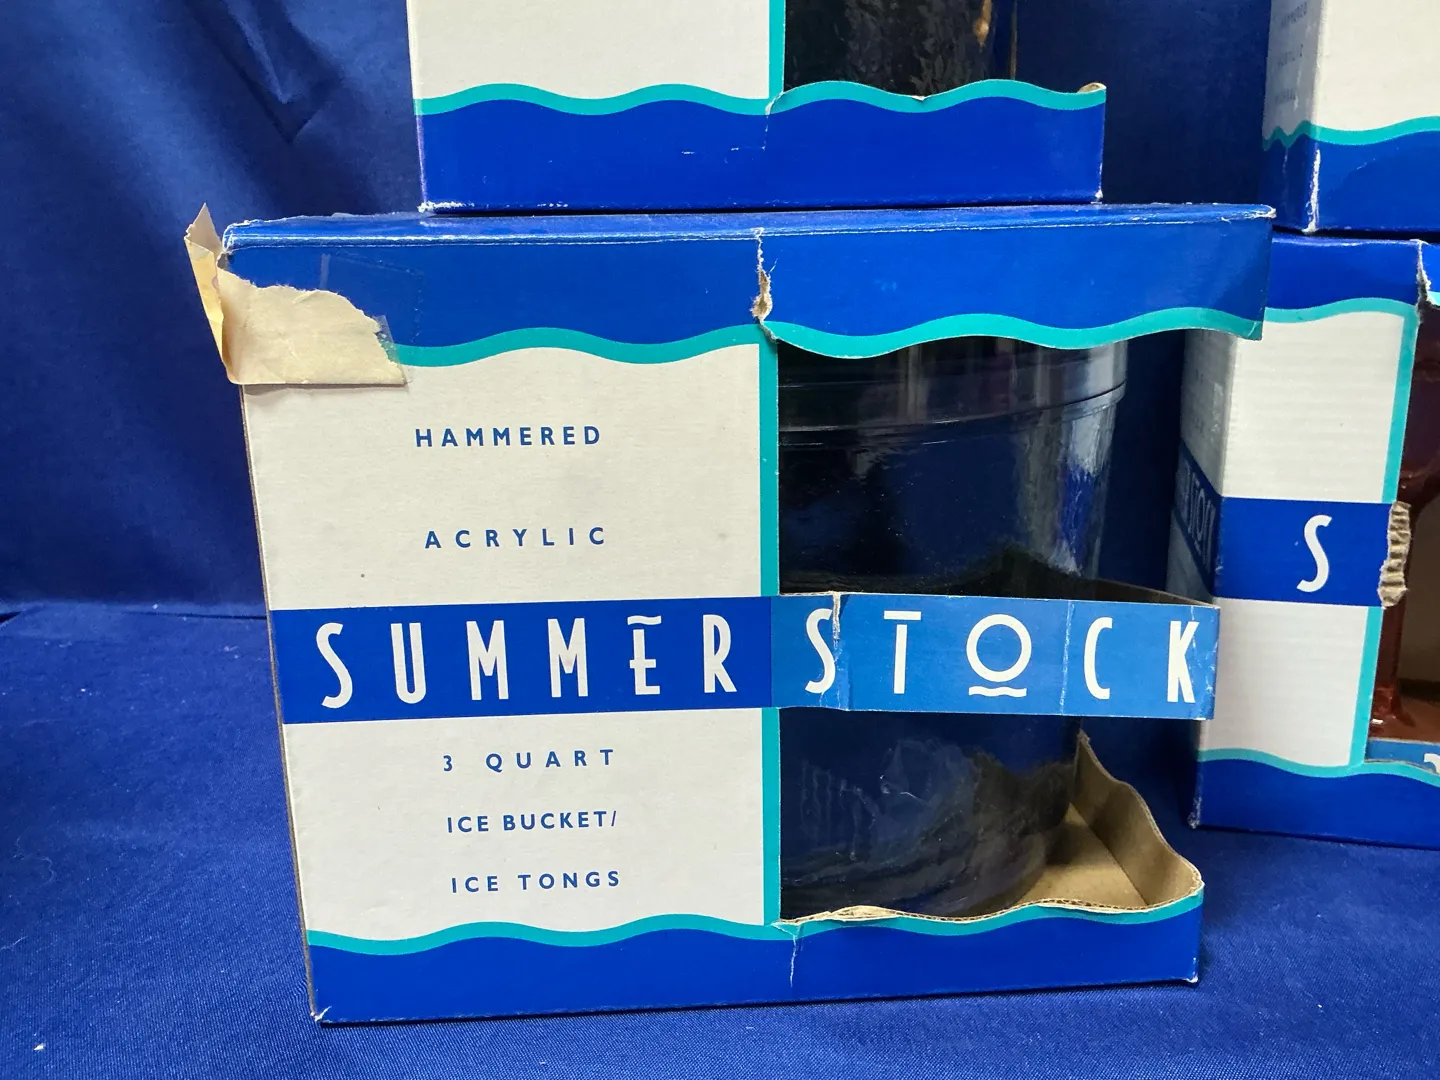 HAMMERED
ACRYLIC
SUMMER STOCK
3 QUART
ICE BUCKET/
ICE TONGS
S